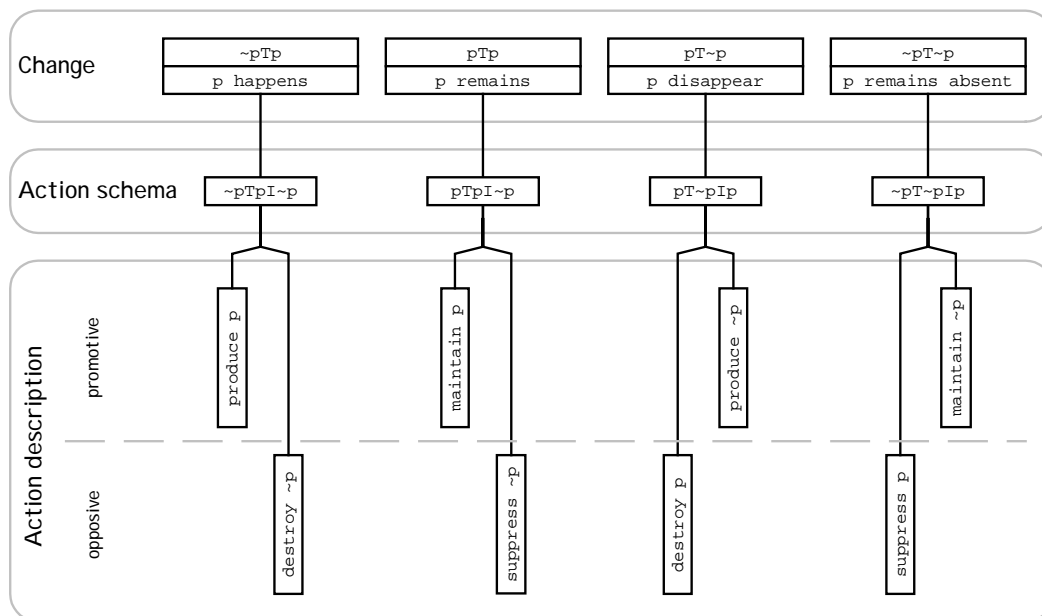 Change
~pTp
p happens
pTp
p remains
pT~p
p disappear
~pT~p
p remains absent
Action schema
~pTpI~p
pTpI~p
pT~pIp
~pT~pIp
Action description
promotive
produce p
maintain p
produce ~p
maintain ~p
opposive
destroy ~p
suppress ~p
destroy p
suppress p